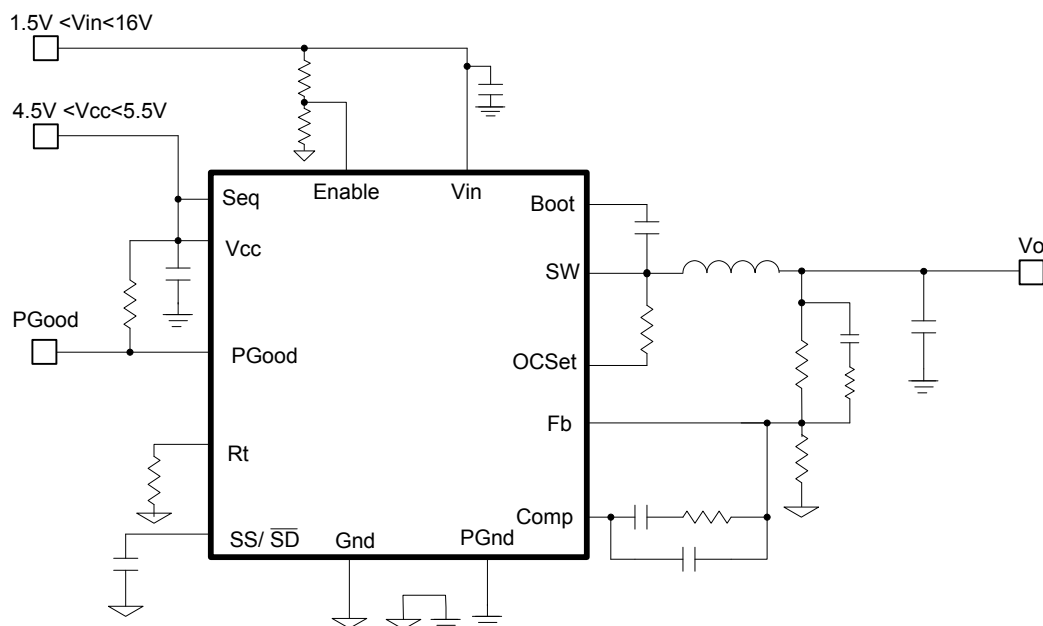 1.5V <Vin<16V
4.5V <Vcc<5.5V
Enable
Vin
Seq
Boot
Vcc
SW
Vo
PGood
PGood
OCSet
Fb
Rt
Comp
SS/ SD
Gnd
PGnd